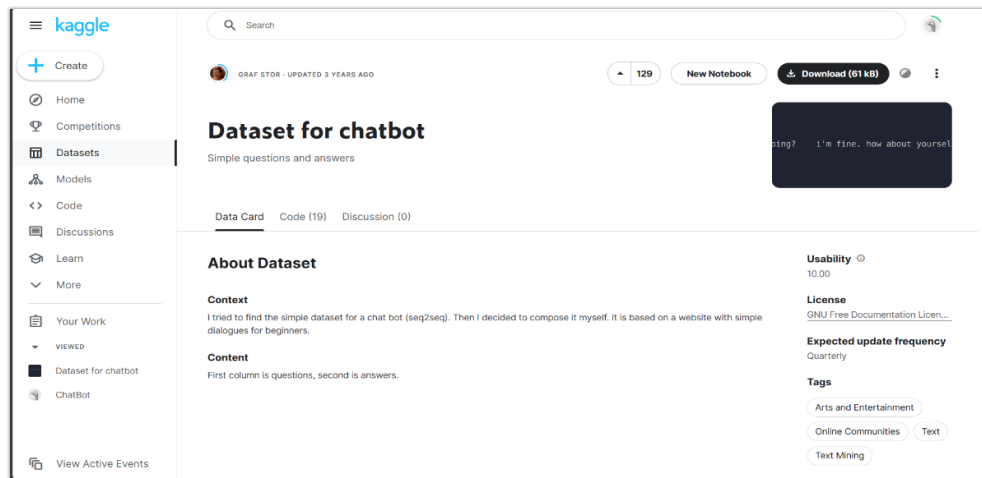 kaggle
Search
Create
Home
Competitions
Datasets
Models
Code
Discussions
Learn
More
Your Work
VIEWED
Dataset for chatbot
ChatBot
View Active Events
GRAF STOR · UPDATED 3 YEARS AGO
129
New Notebook
Download (61 kB)
Dataset for chatbot
Simple questions and answers
oing? i'm fine. how about yoursel
Data Card Code (19) Discussion (0)
About Dataset
Context
I tried to find the simple dataset for a chat bot (seq2seq). Then I decided to compose it myself. It is based on a website with simple
dialogues for beginners.
Content
First column is questions, second is answers.
Usability
10.00
License
GNU Free Documentation Licen...
Expected update frequency
Quarterly
Tags
Arts and Entertainment
Online Communities Text
Text Mining